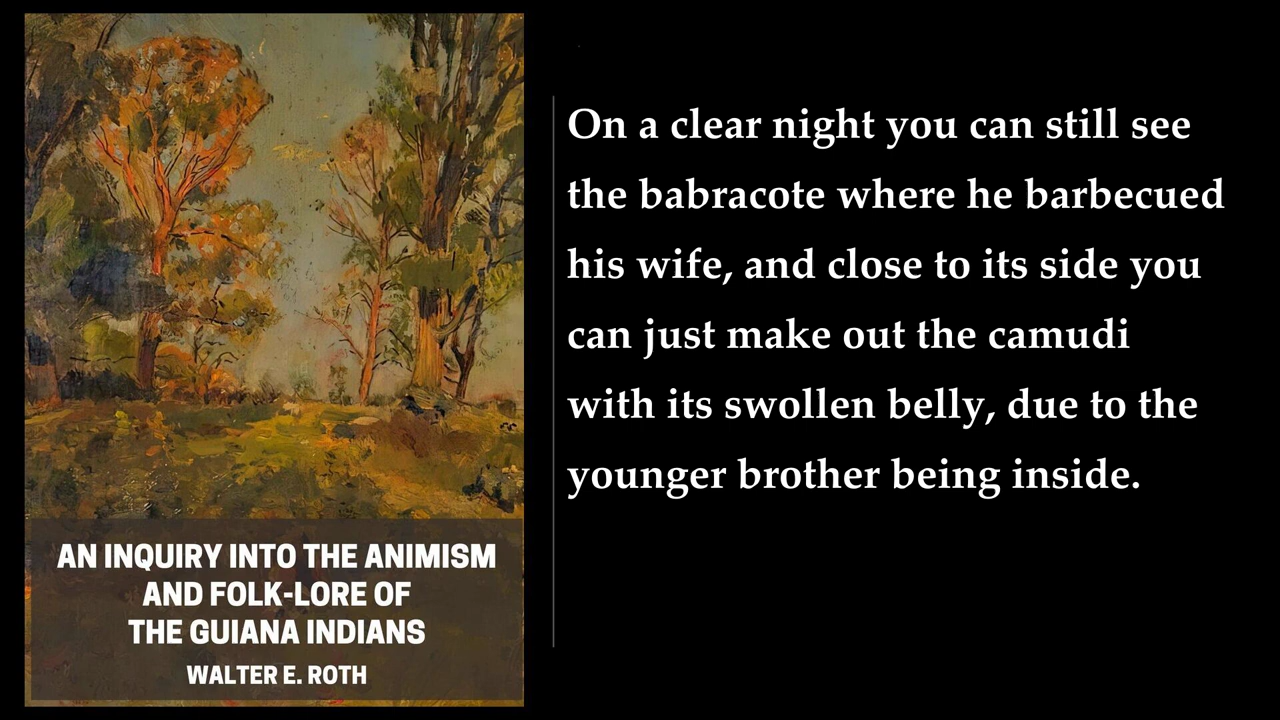 On a clear night you can still see
the babracote where he barbecued
his wife, and close to its side you
can just make out the camudi
with its swollen belly, due to the
younger brother being inside.
AN INQUIRY INTO THE ANIMISM
AND FOLK-LORE OF
THE GUIANA INDIANS
WALTER E. ROTH